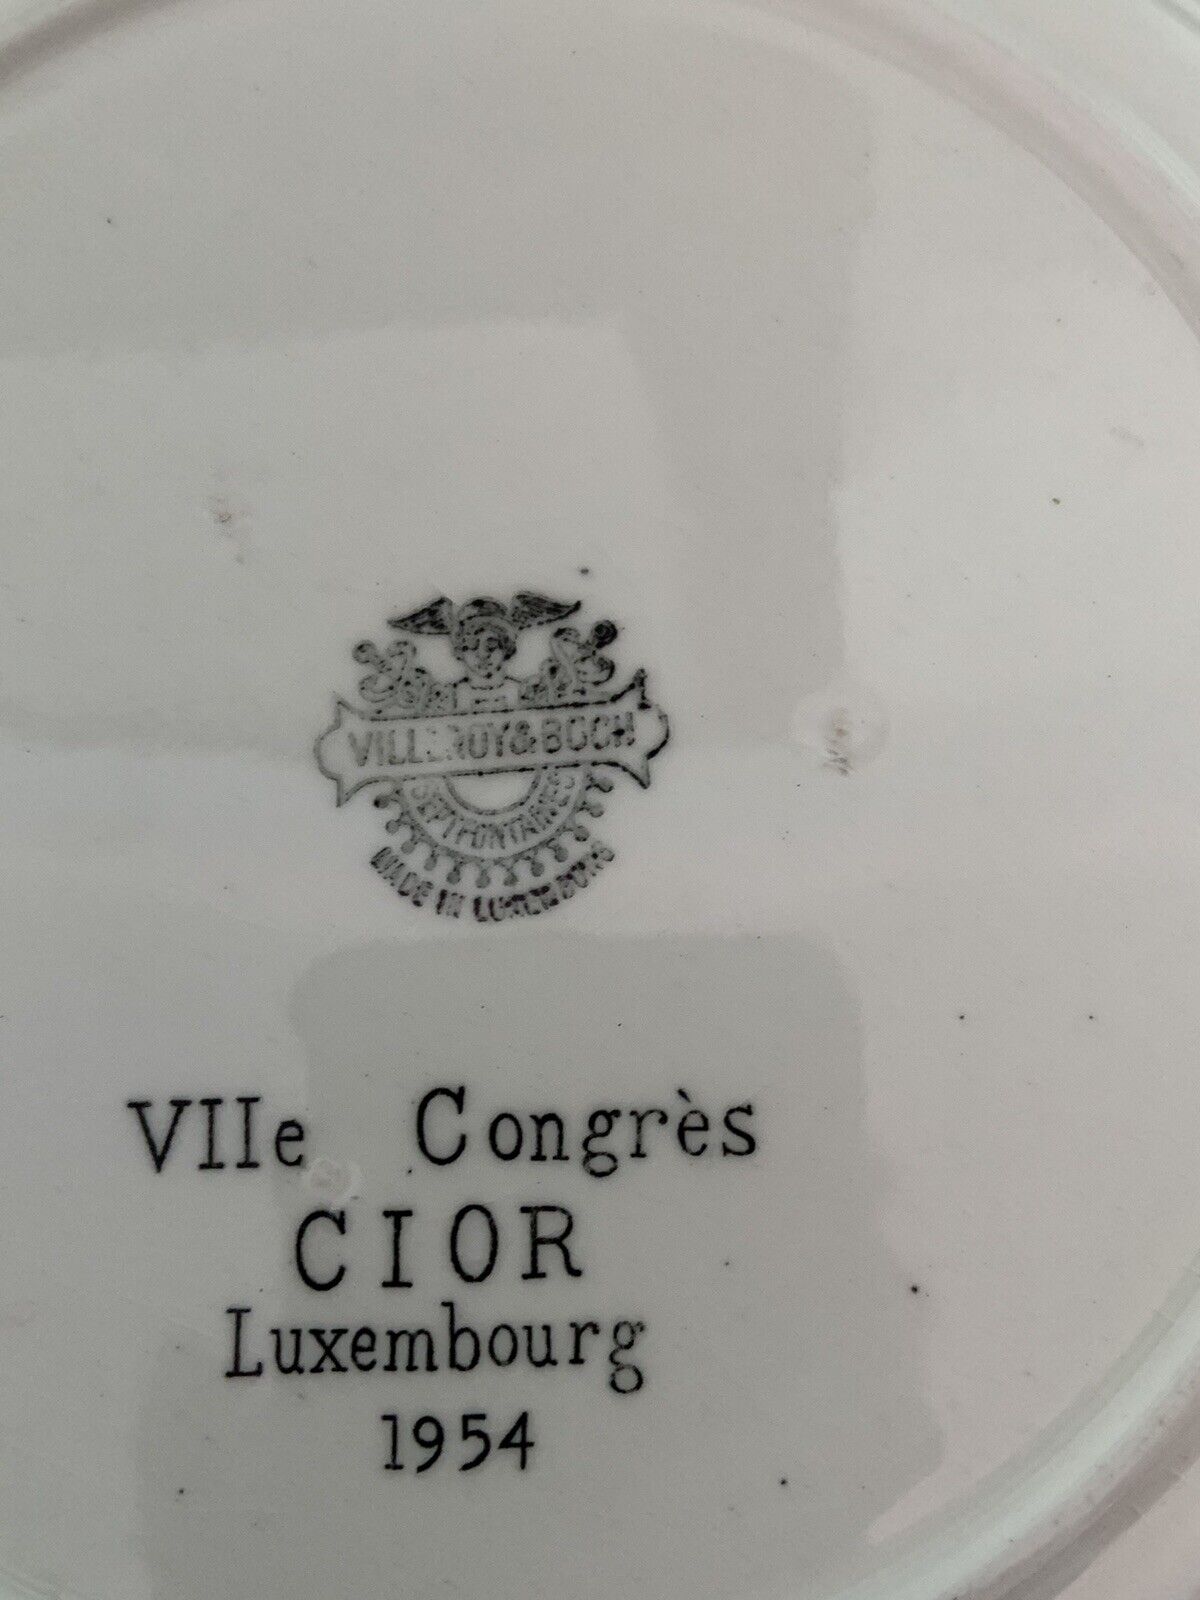 VILLEROY & BOCH
SEPTFONTAINES
MADE IN LUXEMBOURG
VIIe Congrès
CIOR
Luxembourg
1954